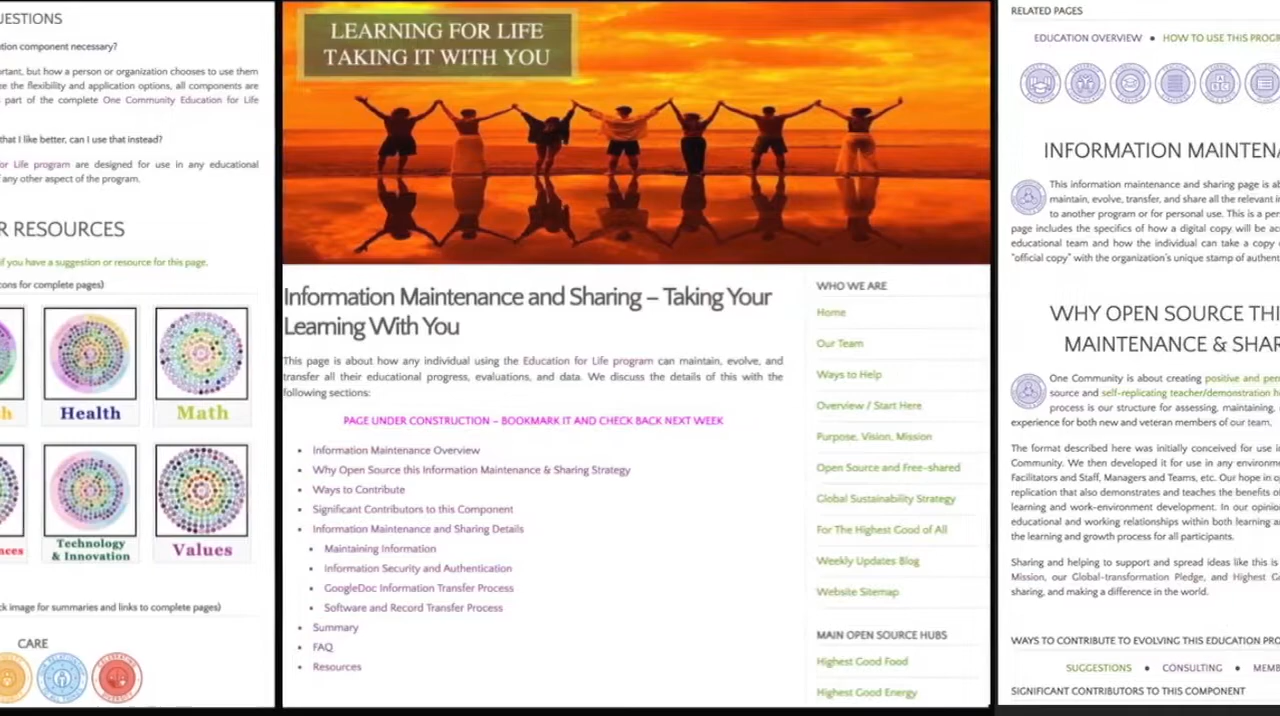 UESTIONS
tion component necessary?
rtant, but how a person or organization chooses to use them
e the flexibility and application options, all components are
part of the complete One Community Education for Life
that I like better, can I use that instead?
or Life program are designed for use in any educational
any other aspect of the program.
R RESOURCES
if you have a suggestion or resource for this page.
cons for complete pages)
h
Health
Math
nces
Technology
& Innovation
Values
ck image for summaries and links to complete pages)
CARE
LEARNING FOR LIFE
TAKING IT WITH YOU
Information Maintenance and Sharing – Taking Your
Learning With You
This page is about how any individual using the Education for Life program can maintain, evolve, and
transfer all their educational progress, evaluations, and data. We discuss the details of this with the
following sections:
PAGE UNDER CONSTRUCTION – BOOKMARK IT AND CHECK BACK NEXT WEEK
Information Maintenance Overview
Why Open Source this Information Maintenance & Sharing Strategy
Ways to Contribute
Significant Contributors to this Component
Information Maintenance and Sharing Details
Maintaining Information
Information Security and Authentication
GoogleDoc Information Transfer Process
Software and Record Transfer Process
Summary
FAQ
Resources
WHO WE ARE
Home
Our Team
Ways to Help
Overview / Start Here
Purpose, Vision, Mission
Open Source and Free-shared
Global Sustainability Strategy
For The Highest Good of All
Weekly Updates Blog
Website Sitemap
MAIN OPEN SOURCE HUBS
Highest Good Food
Highest Good Energy
RELATED PAGES
EDUCATION OVERVIEW • HOW TO USE THIS PROGR
INFORMATION MAINTENA
This information maintenance and sharing page is ab
maintain, evolve, transfer, and share all the relevant in
to another program or for personal use. This is a per
page includes the specifics of how a digital copy will be ac
educational team and how the individual can take a copy
"official copy" with the organization's unique stamp of authent
WHY OPEN SOURCE THI
MAINTENANCE & SHAR
One Community is about creating positive and per
source and self-replicating teacher/demonstration h
process is our structure for assessing, maintaining,
experience for both new and veteran members of our team.
The format described here was initially conceived for use i
Community. We then developed it for use in any environm
Facilitators and Staff, Managers and Teams, etc. Our hope in o
replication that also demonstrates and teaches the benefits o
learning and work-environment development. In our opinio
educational and working relationships within both learning a
the learning and growth process for all participants.
Sharing and helping to support and spread ideas like this is
Mission, our Global-transformation Pledge, and Highest G
sharing, and making a difference in the world.
WAYS TO CONTRIBUTE TO EVOLVING THIS EDUCATION PRO
SUGGESTIONS • CONSULTING • MEMB
SIGNIFICANT CONTRIBUTORS TO THIS COMPONENT